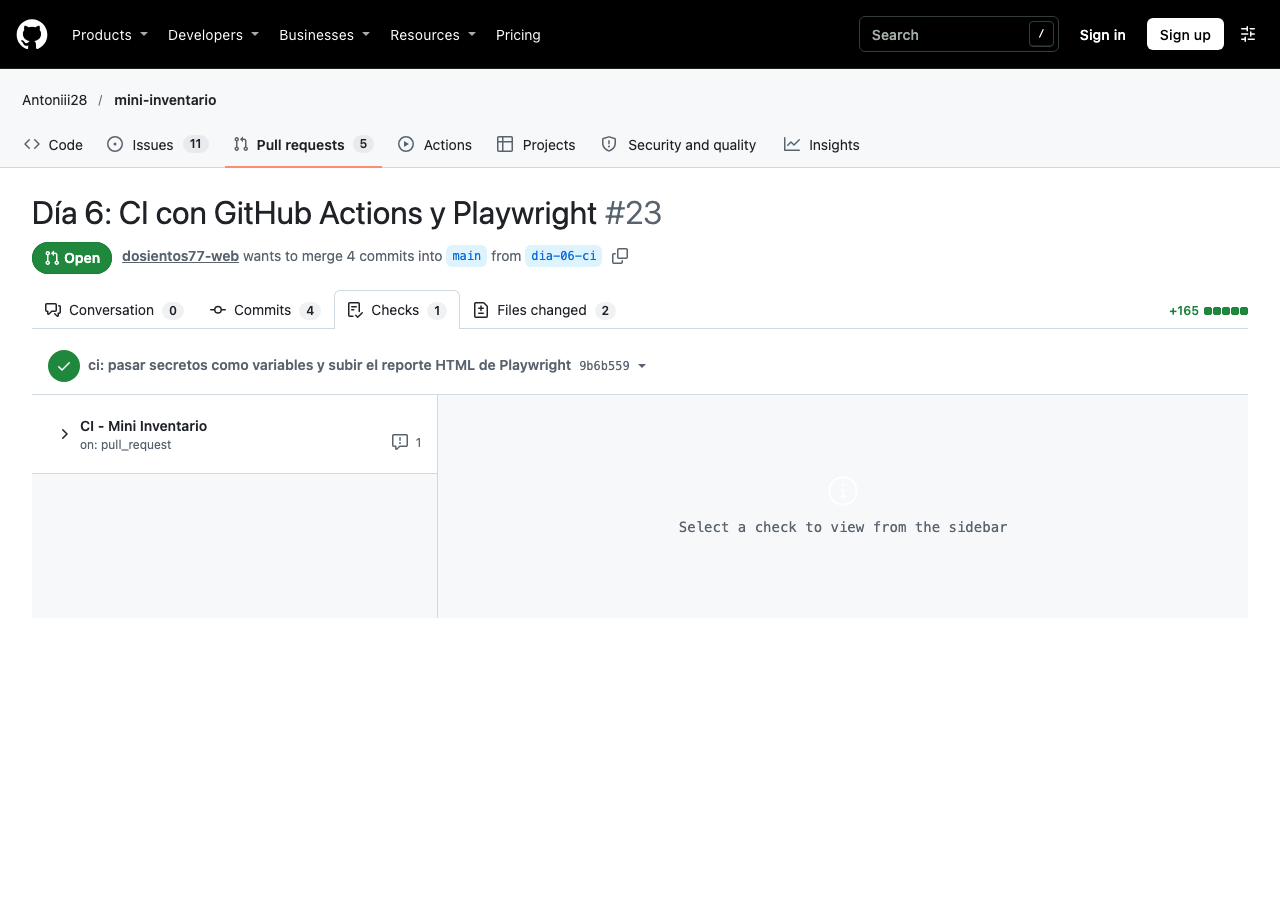 Products Developers Businesses Resources Pricing Search / Sign in Sign up
Antoniii28 / mini-inventario
Code Issues 11 Pull requests 5 Actions Projects Security and quality Insights
Día 6: CI con GitHub Actions y Playwright #23
Open dosientos77-web wants to merge 4 commits into main from dia-06-ci
Conversation 0 Commits 4 Checks 1 Files changed 2 +165
ci: pasar secretos como variables y subir el reporte HTML de Playwright 9b6b559
CI - Mini Inventario
on: pull_request
1
Select a check to view from the sidebar